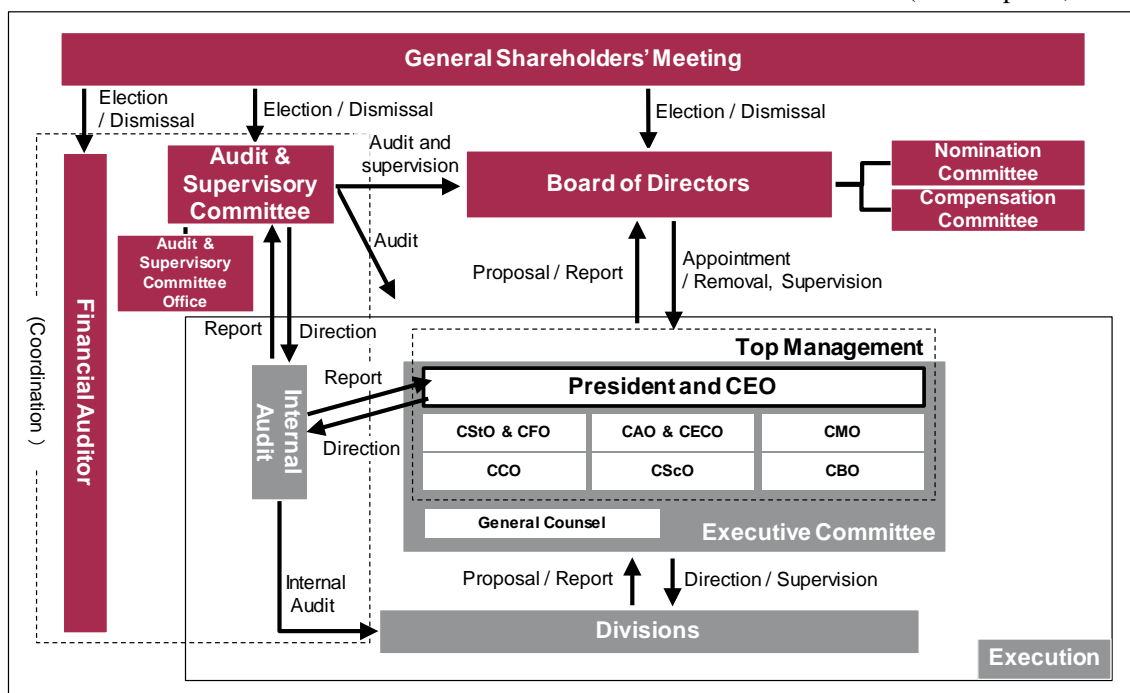 General Shareholders' Meeting
Election
/ Dismissal
Election / Dismissal
Election / Dismissal
Audit &
Supervisory
Committee
Audit and
supervision
Board of Directors
Nomination
Committee
Compensation
Committee
Audit &
Supervisory
Committee
Office
Audit
Proposal / Report
Appointment
/ Removal, Supervision
(Coordination)
Financial Auditor
Report
Direction
Internal
Audit
Report
Direction
Top Management
President and CEO
CStO & CFO
CAO & CECO
CMO
CCO
CScO
CBO
General Counsel
Executive Committee
Internal
Audit
Proposal / Report
Direction / Supervision
Divisions
Execution